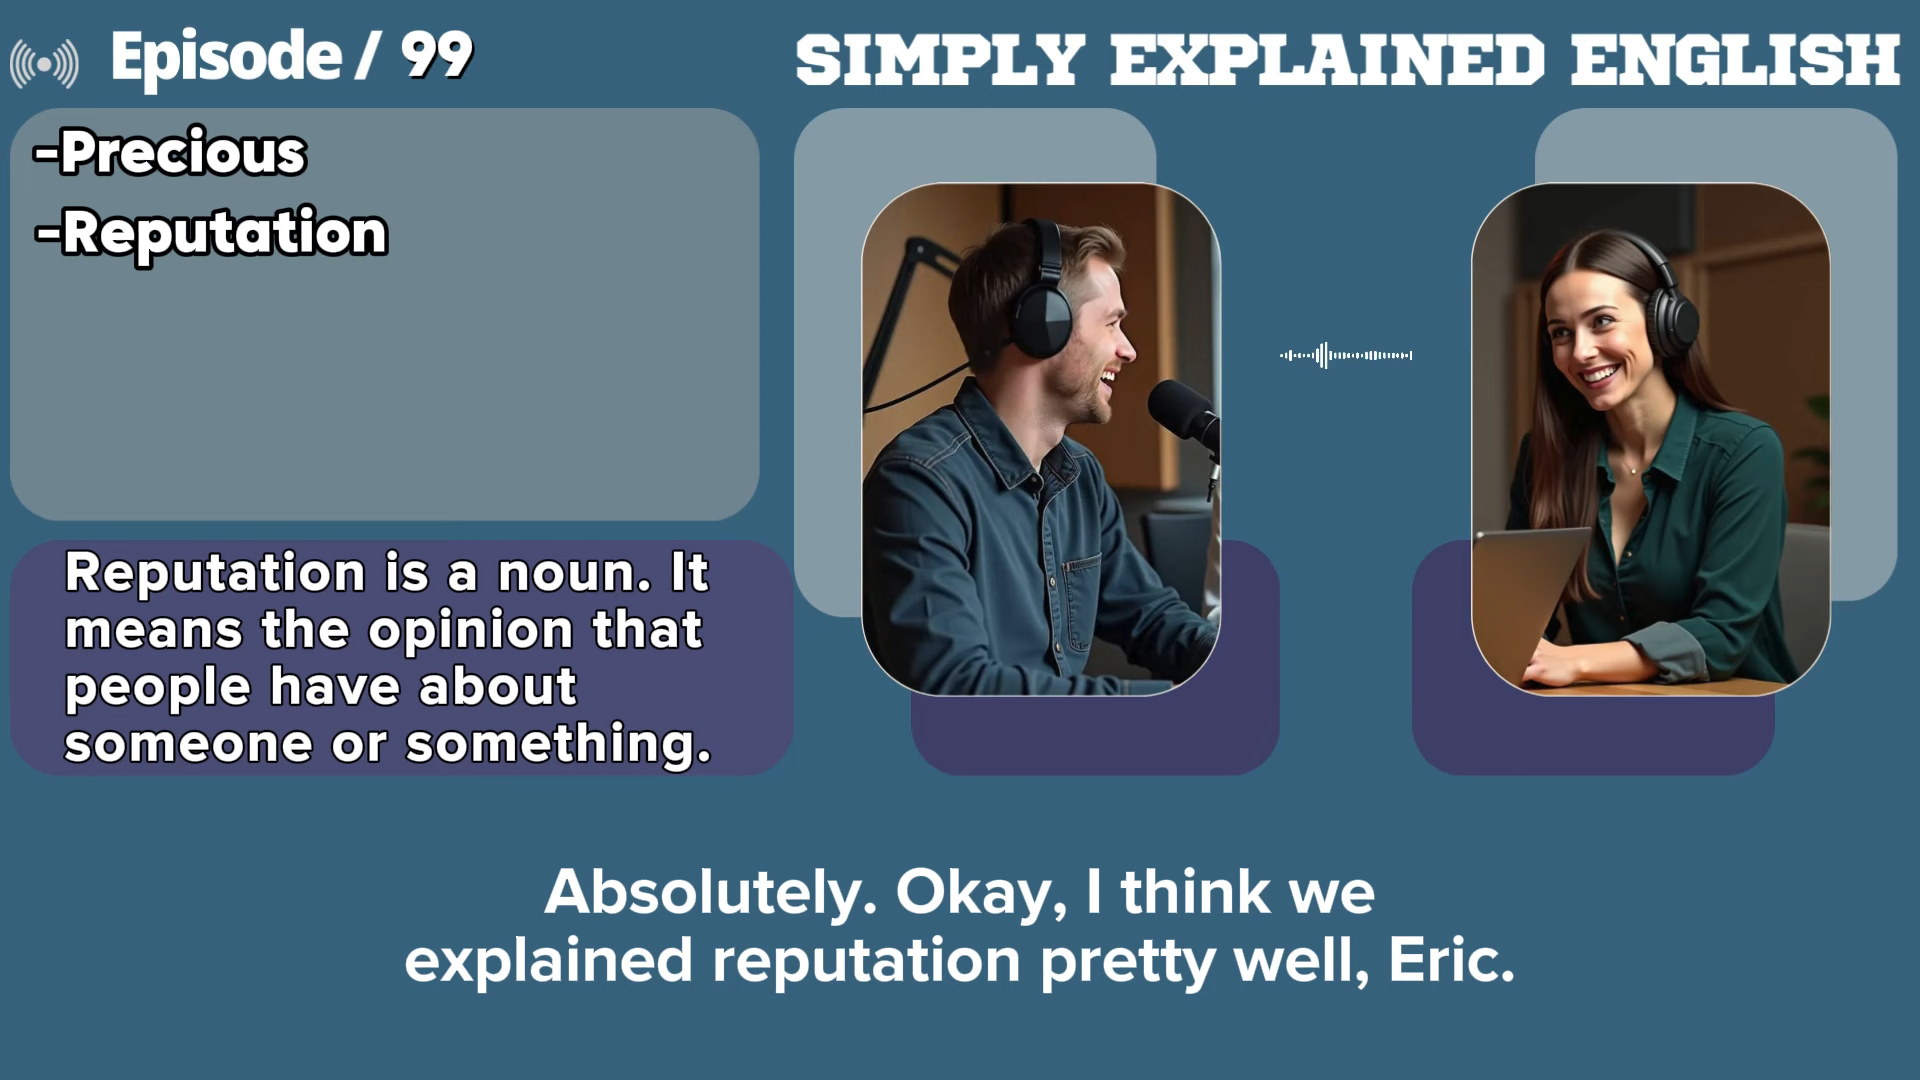 Episode / 99
SIMPLY EXPLAINED ENGLISH
-Precious
-Reputation
Reputation is a noun. It
means the opinion that
people have about
someone or something.
Absolutely. Okay, I think we
explained reputation pretty well, Eric.